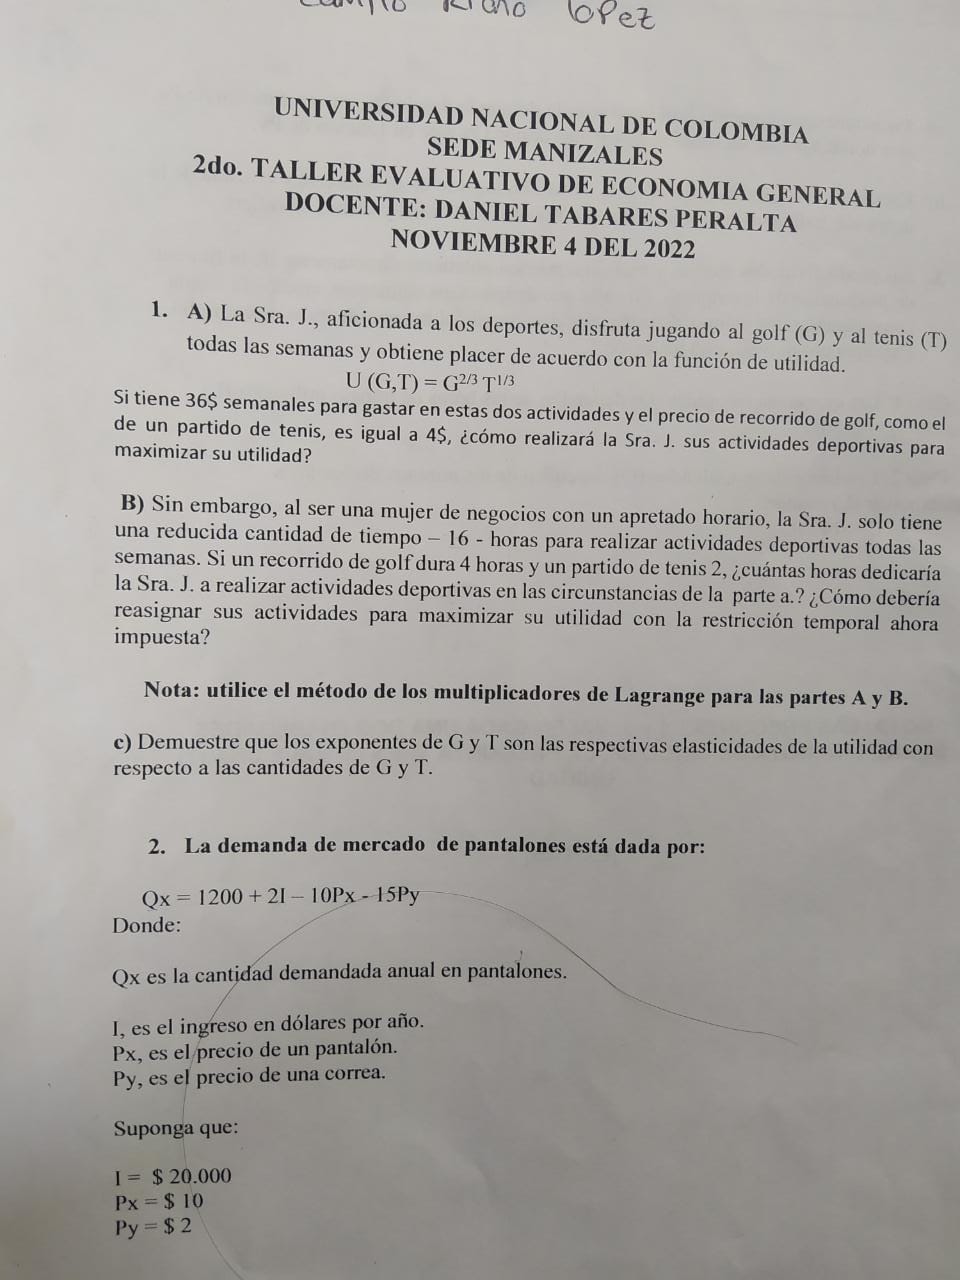 Lopez
UNIVERSIDAD NACIONAL DE COLOMBIA
SEDE MANIZALES
2do. TALLER EVALUATIVO DE ECONOMIA GENERAL
DOCENTE: DANIEL TABARES PERALTA
NOVIEMBRE 4 DEL 2022
1. A) La Sra. J., aficionada a los deportes, disfruta jugando al golf (G) y al tenis (T)
todas las semanas y obtiene placer de acuerdo con la función de utilidad.
U (G,T) = G2/3 T1/3
Si tiene 36$ semanales para gastar en estas dos actividades y el precio de recorrido de golf, como el
de un partido de tenis, es igual a 4$, ¿cómo realizará la Sra. J. sus actividades deportivas para
maximizar su utilidad?
B) Sin embargo, al ser una mujer de negocios con un apretado horario, la Sra. J. solo tiene
una reducida cantidad de tiempo – 16 - horas para realizar actividades deportivas todas las
semanas. Si un recorrido de golf dura 4 horas y un partido de tenis 2, ¿cuántas horas dedicaría
la Sra. J. a realizar actividades deportivas en las circunstancias de la parte a.? ¿Cómo debería
reasignar sus actividades para maximizar su utilidad con la restricción temporal ahora
impuesta?
Nota: utilice el método de los multiplicadores de Lagrange para las partes A y B.
c) Demuestre que los exponentes de G y T son las respectivas elasticidades de la utilidad con
respecto a las cantidades de G y T.
2. La demanda de mercado de pantalones está dada por:
Qx = 1200 + 2I – 10Px - 15Py
Donde:
Qx es la cantidad demandada anual en pantalones.
I, es el ingreso en dólares por año.
Px, es el precio de un pantalón.
Py, es el precio de una correa.
Suponga que:
I = $ 20.000
Px = $ 10
Py = $ 2